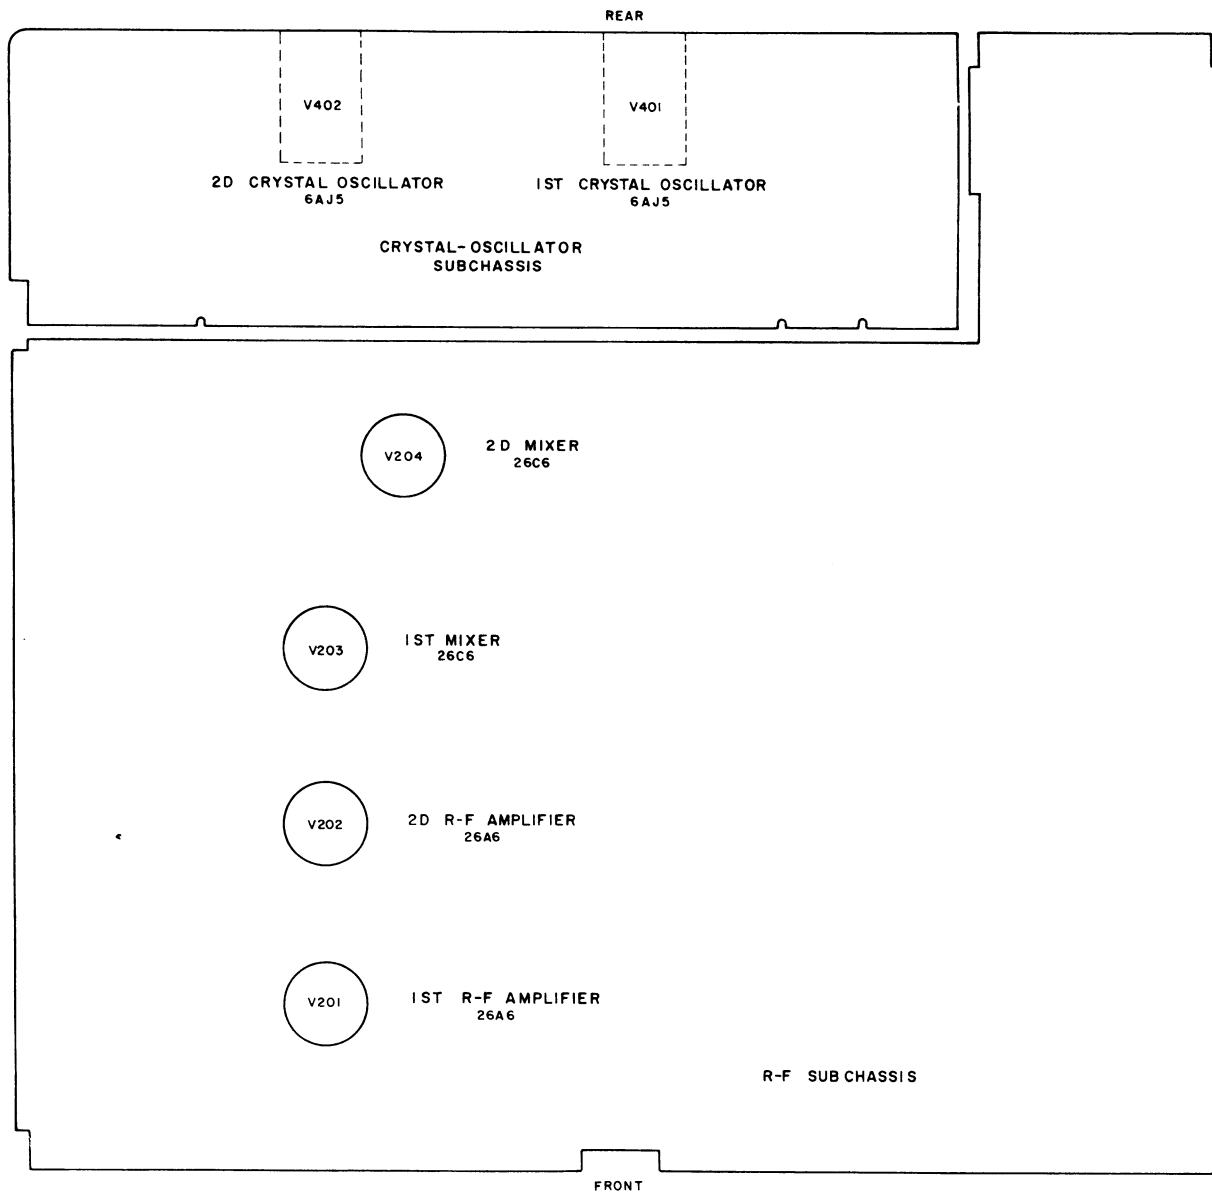 REAR
V402
V401
2D CRYSTAL OSCILLATOR
6AJ5
1ST CRYSTAL OSCILLATOR
6AJ5
CRYSTAL-OSCILLATOR
SUBCHASSIS
V204
2D MIXER
26C6
V203
1ST MIXER
26C6
V202
2D R-F AMPLIFIER
26A6
V201
1ST R-F AMPLIFIER
26A6
R-F SUBCHASSIS
FRONT